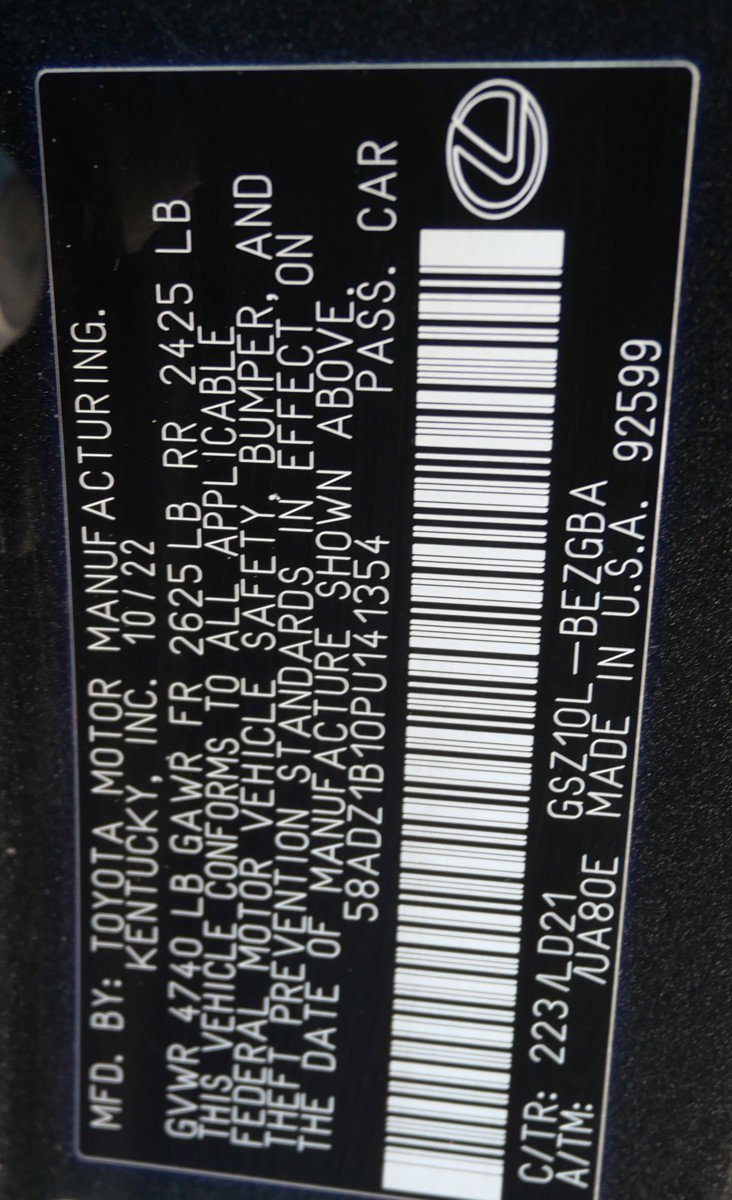 MFD. BY: TOYOTA MOTOR MANUFACTURING.
KENTUCKY, INC. 10/22
GVWR 4740 LB GAWR FR 2625 LB RR 2425 LB
THIS VEHICLE CONFORMS TO ALL APPLICABLE
FEDERAL MOTOR VEHICLE SAFETY, BUMPER, AND
THEFT PREVENTION STANDARDS IN EFFECT ON
THE DATE OF MANUFACTURE SHOWN ABOVE.
58ADZ1B10PU141354 PASS. CAR
C/TR: 223/LD21 GSZ10L-BEZGBA
A/TM: /UA80E MADE IN U.S.A. 92599